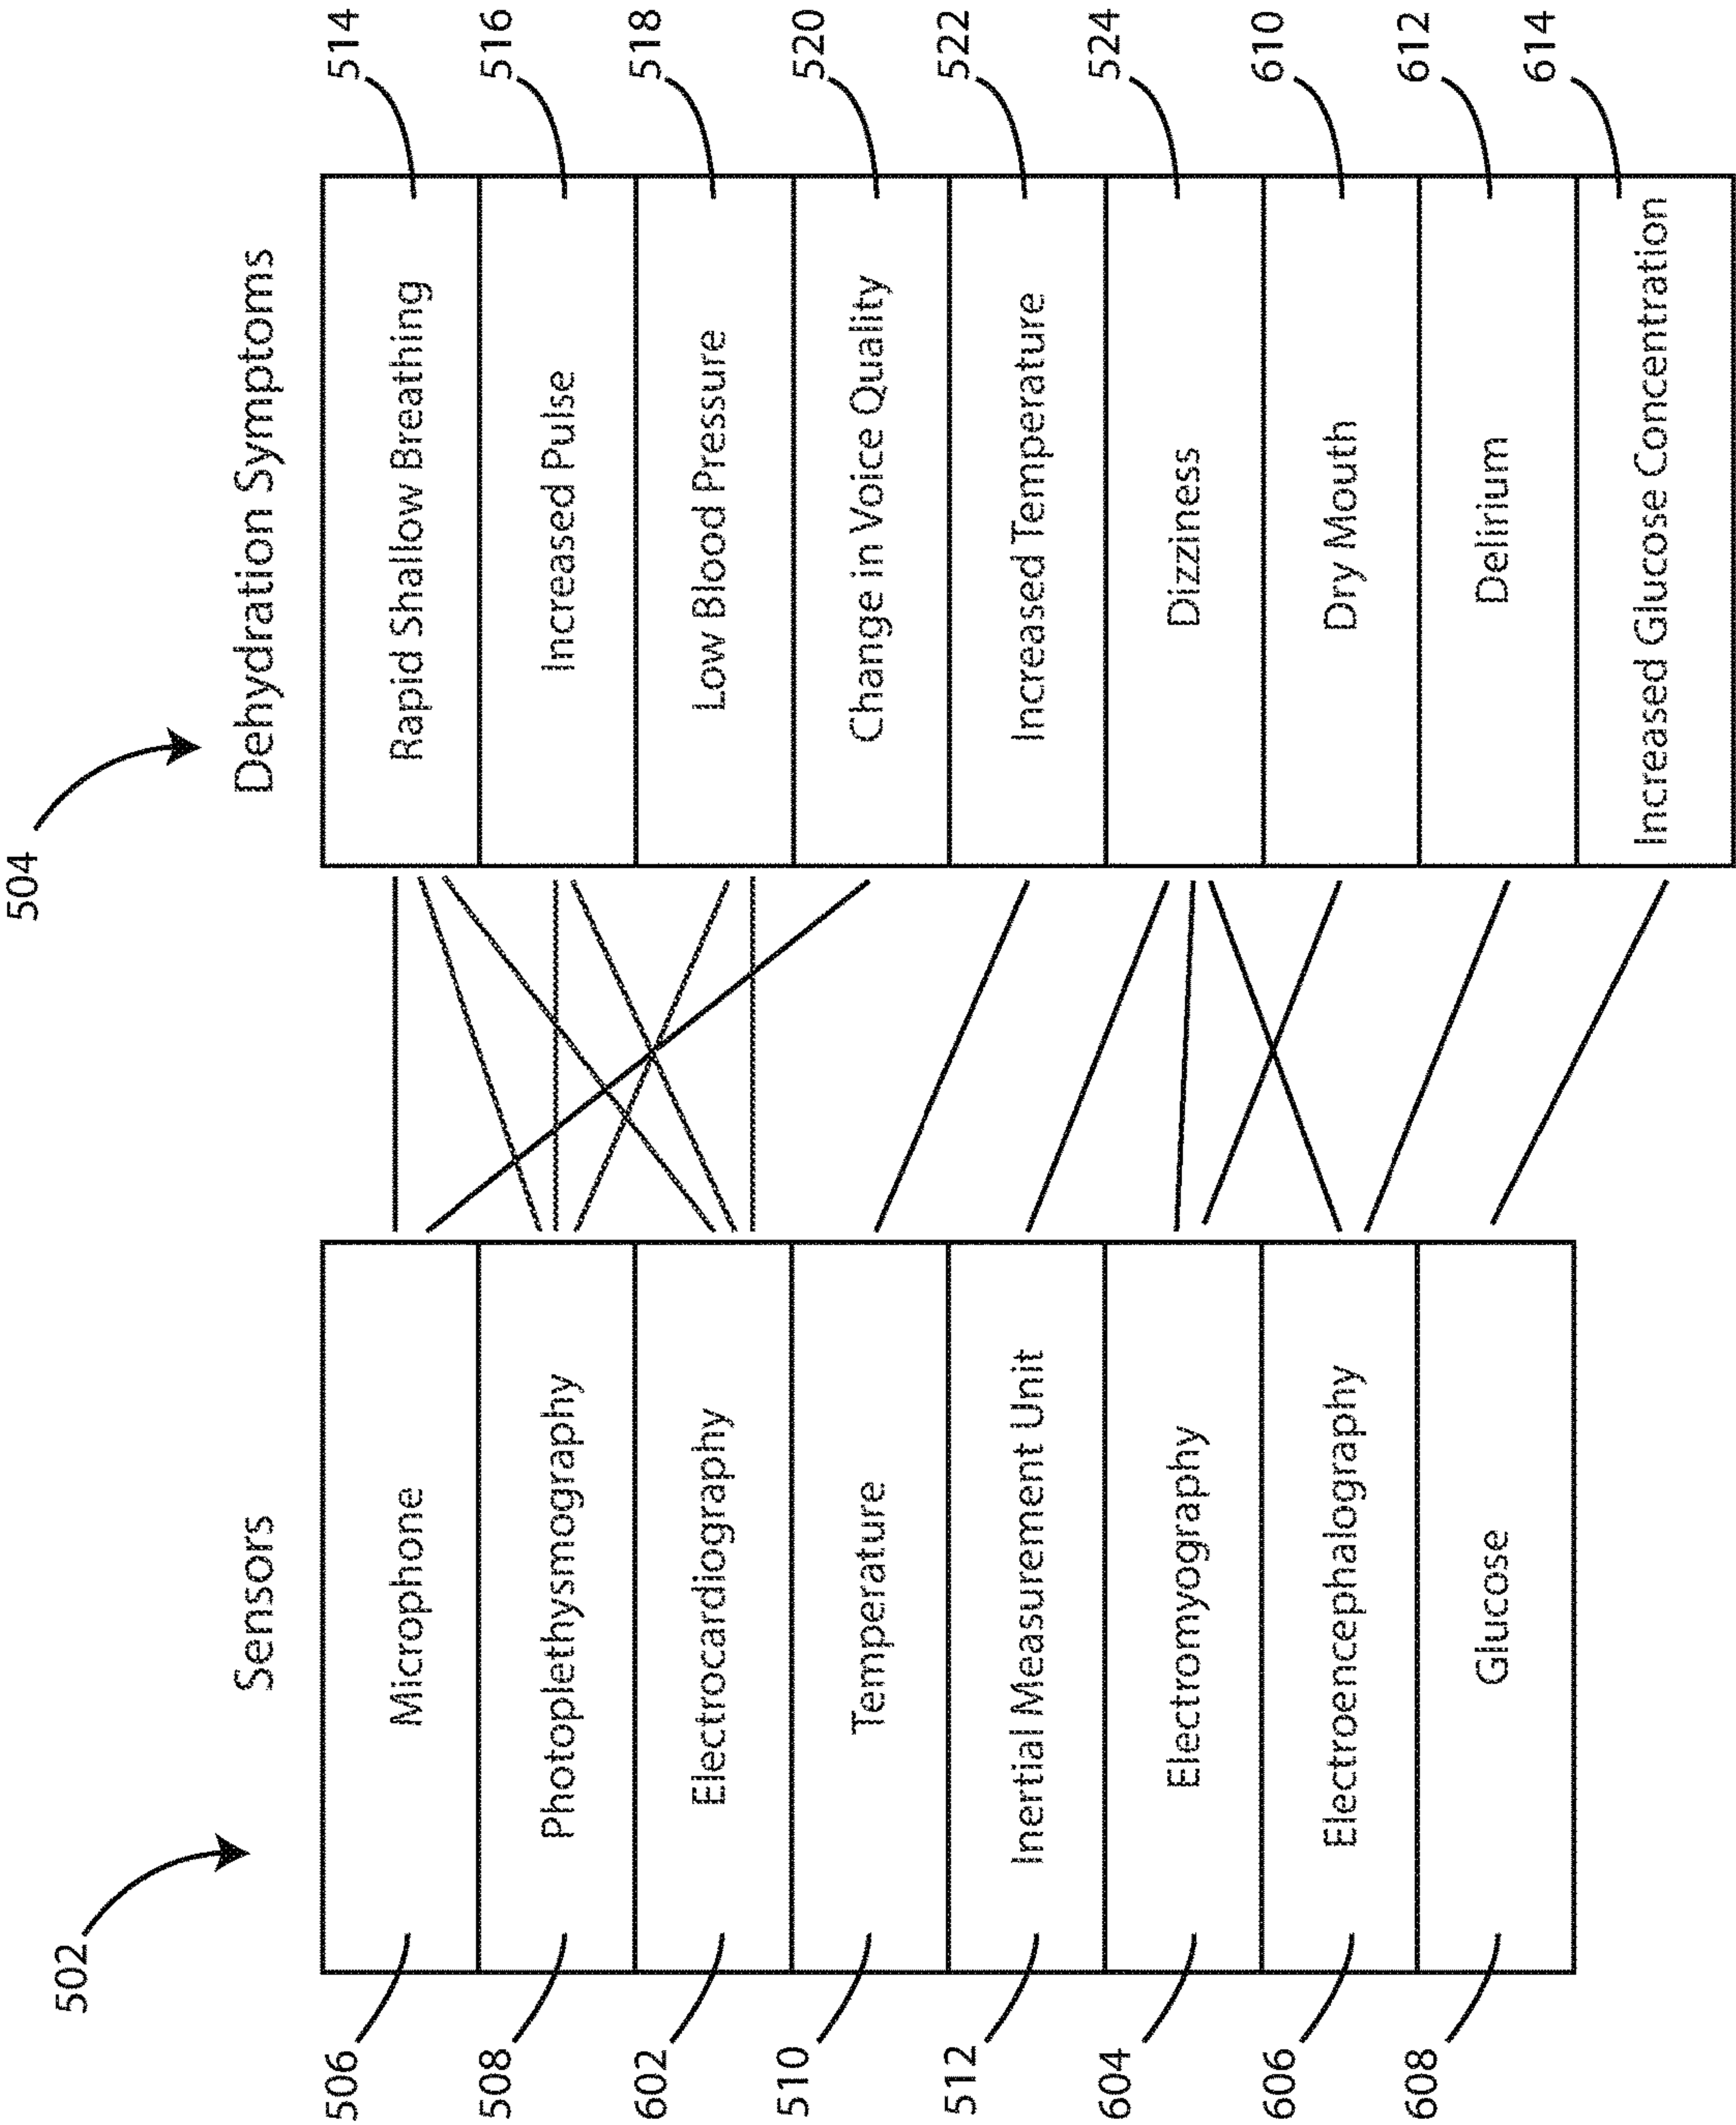 502
Sensors
506 Microphone
508 Photoplethysmography
602 Electrocardiography
510 Temperature
512 Inertial Measurement Unit
604 Electromyography
606 Electroencephalography
608 Glucose
504
Dehydration Symptoms
Rapid Shallow Breathing 514
Increased Pulse 516
Low Blood Pressure 518
Change in Voice Quality 520
Increased Temperature 522
Dizziness 524
Dry Mouth 610
Delirium 612
Increased Glucose Concentration 614